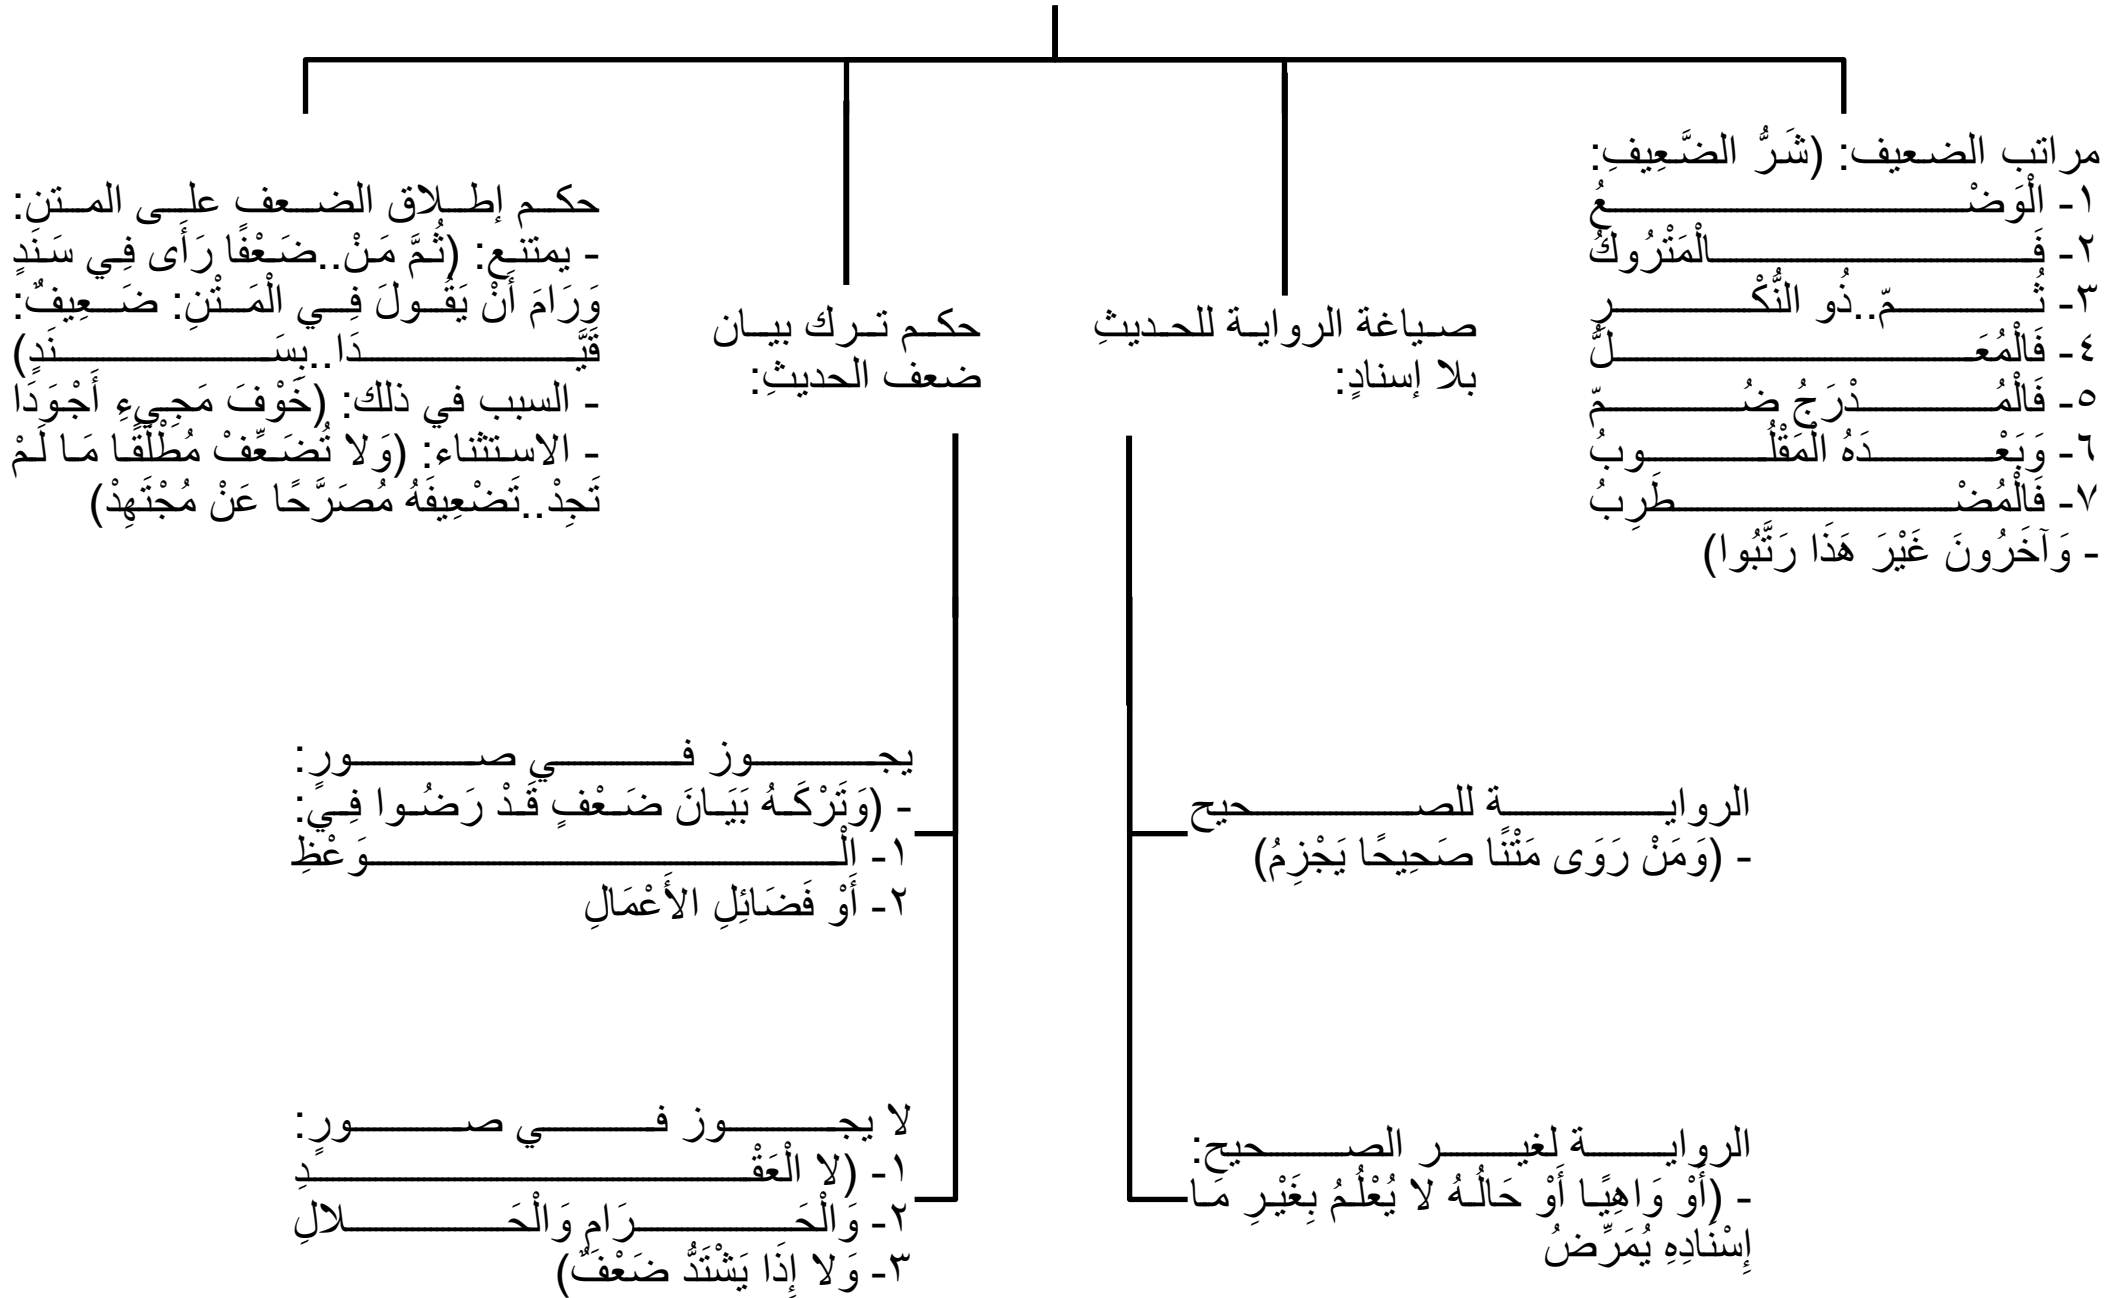 مراتب الضعيف: (شَرُّ الضَّعِيفِ:
١- الْوَضْعُ
٢- فَالْمَتْرُوكُ
٣- ثُمّ..ذُو النُّكْرِ
٤- فَالْمُعَلُّ
٥- فَالْمُدْرَجُ ضُمّ
٦- وَبَعْدَهُ الْمَقْلُوبُ
٧- فَالْمُضْطَرِبُ
- وَآخَرُونَ غَيْرَ هَذَا رَتَّبُوا)
صياغة الرواية للحديثِ
بلا إسنادٍ:
الرواية للصحيح
- (وَمَنْ رَوَى مَتْنًا صَحِيحًا يَجْزِمُ)
الرواية لغير الصحيح:
- (أَوْ وَاهِيًا أَوْ حَالُهُ لا يُعْلَمُ بِغَيْرِ مَا
إِسْنَادِهِ يُمَرِّضُ
حكم ترك بيان
ضعف الحديثِ:
يجوز في صورٍ:
- (وَتَرْكَهُ بَيَانَ ضَعْفٍ قَدْ رَضُوا فِي:
١- الْوَعْظِ
٢- أَوْ فَضَائِلِ الأَعْمَالِ
لا يجوز في صورٍ:
١- (لا الْعَقْدِ
٢- وَالْحَرَامِ وَالْحَلالِ
٣- وَلا إِذَا يَشْتَدُّ ضَعْفٌ)
حكم إطلاق الضعف على المتن:
- يمتنع: (ثُمَّ مَنْ..ضَعْفًا رَأَى فِي سَنَدٍ
وَرَامَ أَنْ يَقُولَ فِي الْمَتْنِ: ضَعِيفٌ:
قَيَّدَا..بِسَنَدٍ)
- السبب في ذلك: (خَوْفَ مَجِيءِ أَجْوَدَا
- الاستثناء: (وَلا تُضَعِّفْ مُطْلَقًا مَا لَمْ
تَجِدْ..تَضْعِيفَهُ مُصَرَّحًا عَنْ مُجْتَهِدْ)